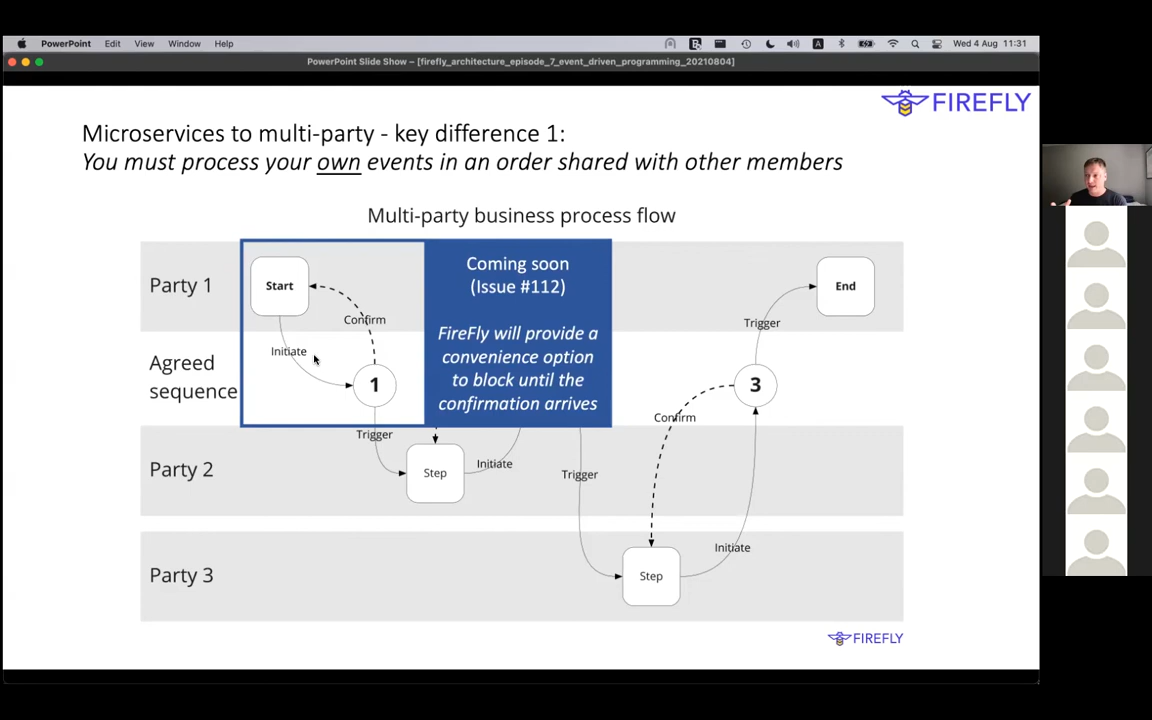 PowerPoint Edit View Window Help
Wed 4 Aug 11:31
PowerPoint Slide Show – [firefly_architecture_episode_7_event_driven_programming_20210804]
FIREFLY
Microservices to multi-party - key difference 1:
You must process your own events in an order shared with other members
Multi-party business process flow
Party 1
Start
Confirm
Initiate
Agreed
sequence
1
Coming soon
(Issue #112)
FireFly will provide a
convenience option
to block until the
confirmation arrives
Trigger
End
3
Confirm
Trigger
Party 2
Step
Initiate
Trigger
Party 3
Step
Initiate
FIREFLY